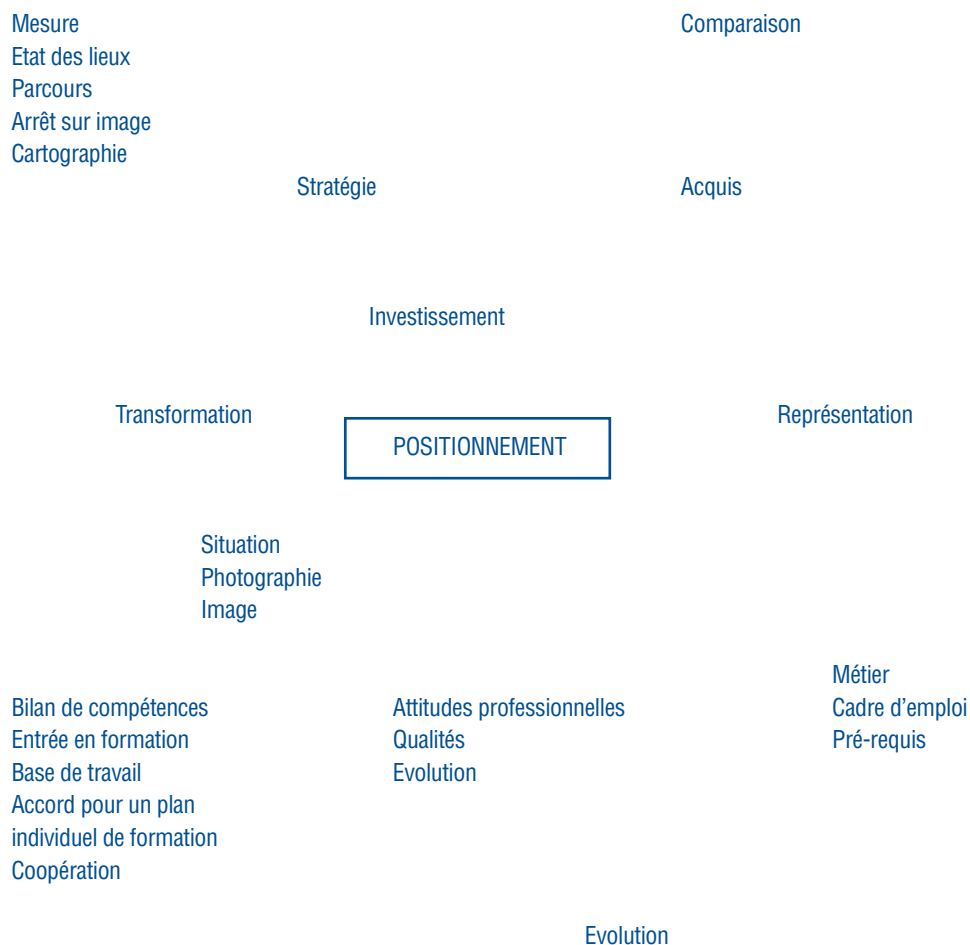 Mesure
Comparaison
Etat des lieux
Parcours
Arrêt sur image
Cartographie
Stratégie
Acquis
Investissement
Transformation
Représentation
POSITIONNEMENT
Situation
Photographie
Image
Métier
Bilan de compétences
Attitudes professionnelles
Cadre d’emploi
Entrée en formation
Qualités
Pré-requis
Base de travail
Evolution
Accord pour un plan
individuel de formation
Coopération
Evolution